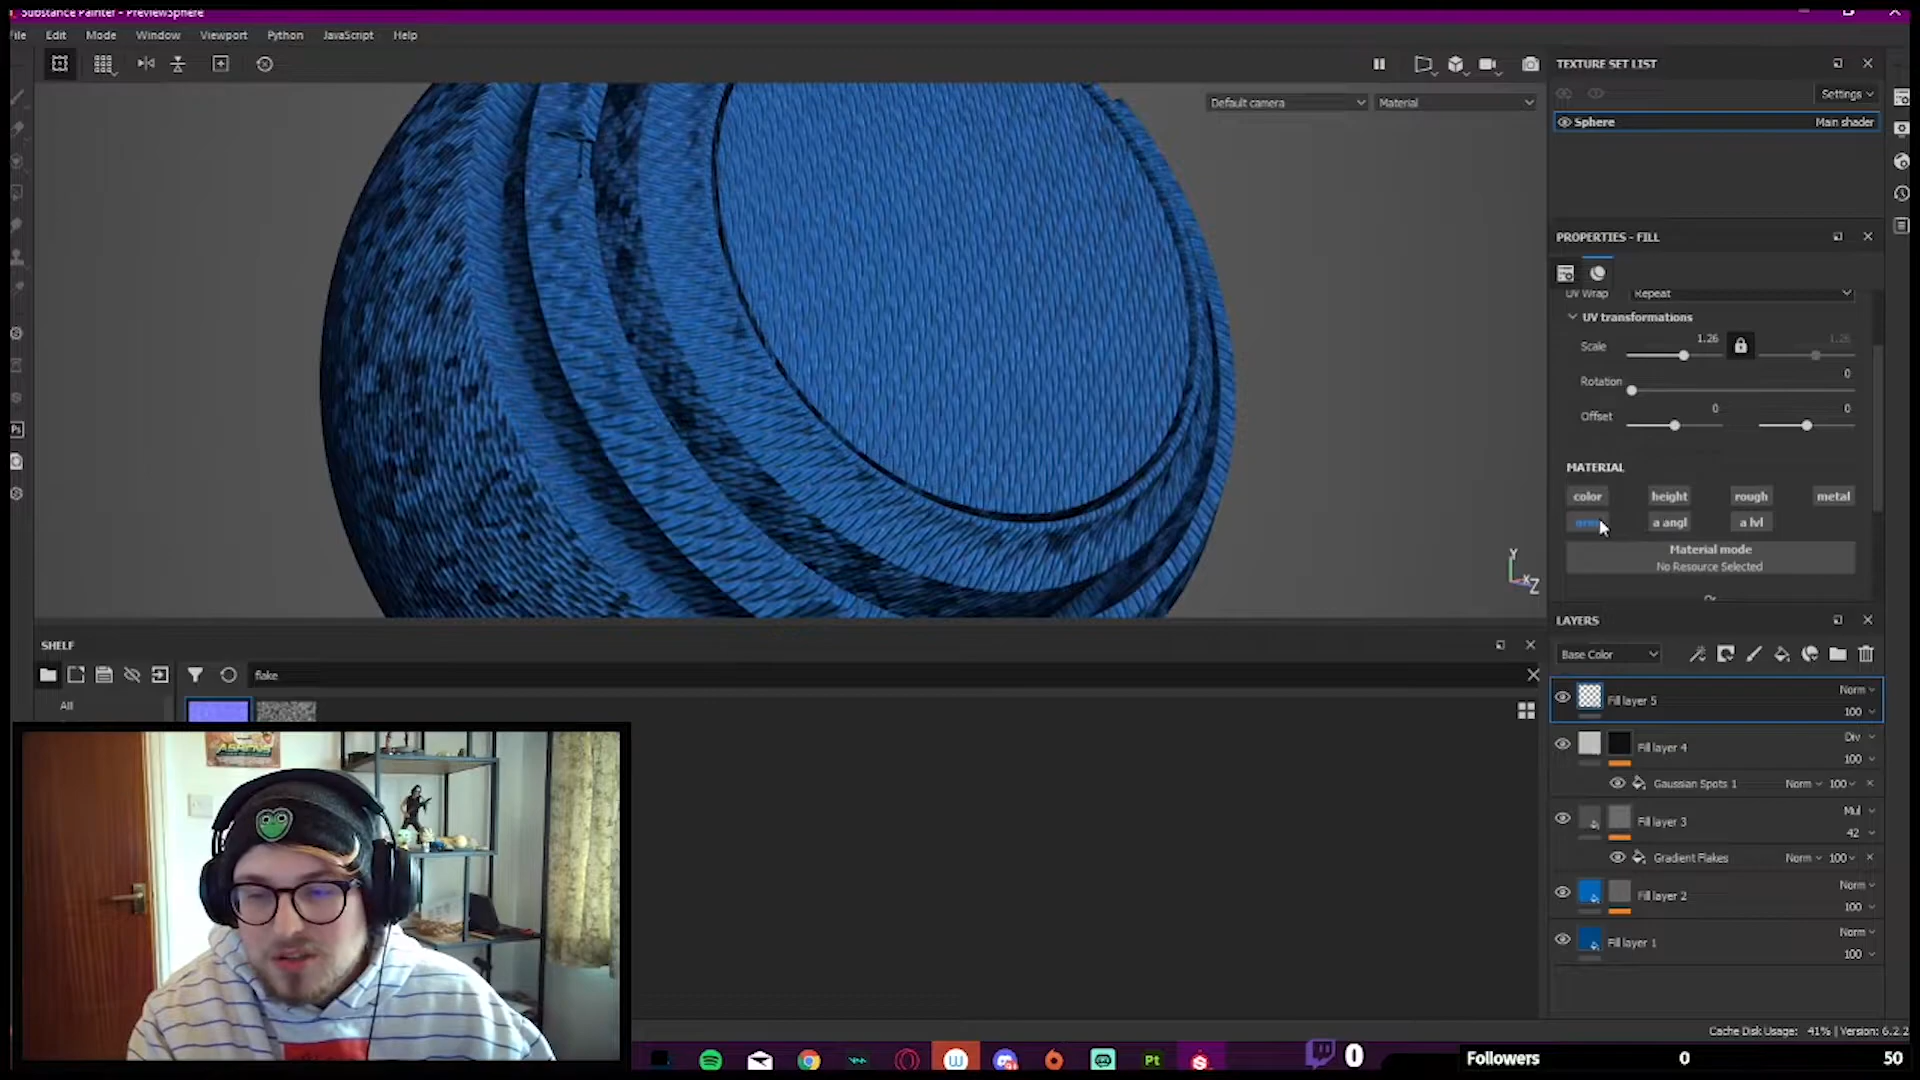 Substance Painter - PreviewSphere
File Edit Mode Window Viewport Python JavaScript Help
Default camera
Material
TEXTURE SET LIST
Settings
Sphere
Main shader
PROPERTIES - FILL
UV Wrap
Repeat
UV transformations
Scale
1.26
1.26
Rotation
0
Offset
0
0
MATERIAL
color height rough metal
a angl a lvl
Material mode
No Resource Selected
Or
LAYERS
Base Color
Fill layer 5
Norm
100
Fill layer 4
Div
100
Gaussian Spots 1
Norm 100
Fill layer 3
Mul
42
Gradient Flakes
Norm 100
Fill layer 2
Norm
100
Fill layer 1
Norm
100
Y
X
Z
SHELF
flake
All
Ps
Cache Disk Usage: 41% | Version: 6.2.2
W
Pt
0
Followers 0 50